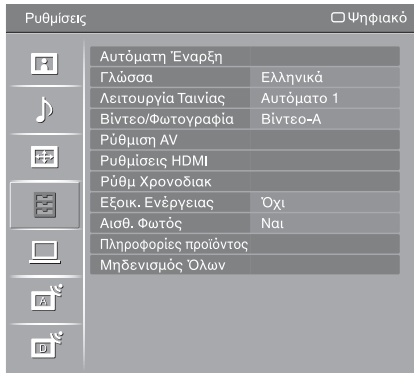 Ρυθμίσεις Ψηφιακό
Αυτόματη Έναρξη
Γλώσσα Ελληνικά
Λειτουργία Ταινίας Αυτόματο 1
Βίντεο/Φωτογραφία Βίντεο-A
Ρύθμιση AV
Ρυθμίσεις HDMI
Ρύθμ Χρονοδιακ
Εξοικ. Ενέργειας Όχι
Αισθ. Φωτός Ναι
Πληροφορίες προϊόντος
Μηδενισμός Όλων
A
D